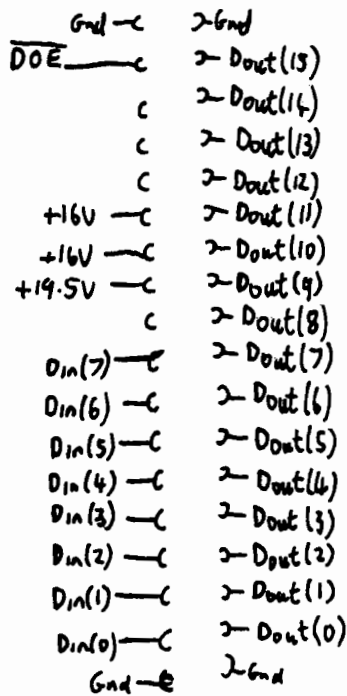 Gnd Gnd
DOE Dout(15)
Dout(14)
Dout(13)
Dout(12)
+16V Dout(11)
+16V Dout(10)
+19.5V Dout(9)
Dout(8)
Din(7) Dout(7)
Din(6) Dout(6)
Din(5) Dout(5)
Din(4) Dout(4)
Din(3) Dout(3)
Din(2) Dout(2)
Din(1) Dout(1)
Din(0) Dout(0)
Gnd Gnd